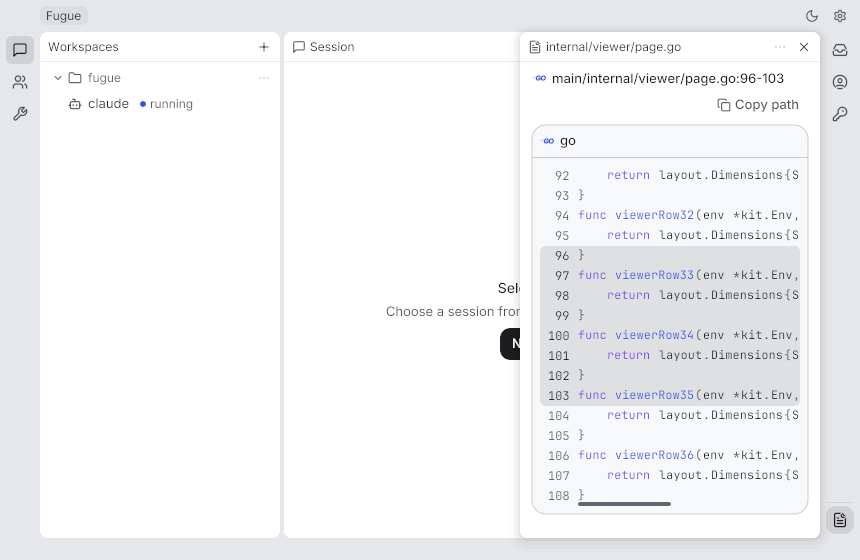 Fugue
Workspaces
fugue
claude running
Session
Choose a session
internal/viewer/page.go
main/internal/viewer/page.go:96-103
Copy path
go
92 return layout.Dimensions{S
93 }
94 func viewerRow32(env *kit.Env,
95 return layout.Dimensions{S
96 }
97 func viewerRow33(env *kit.Env,
98 return layout.Dimensions{S
99 }
100 func viewerRow34(env *kit.Env,
101 return layout.Dimensions{S
102 }
103 func viewerRow35(env *kit.Env,
104 return layout.Dimensions{S
105 }
106 func viewerRow36(env *kit.Env,
107 return layout.Dimensions{S
108 }